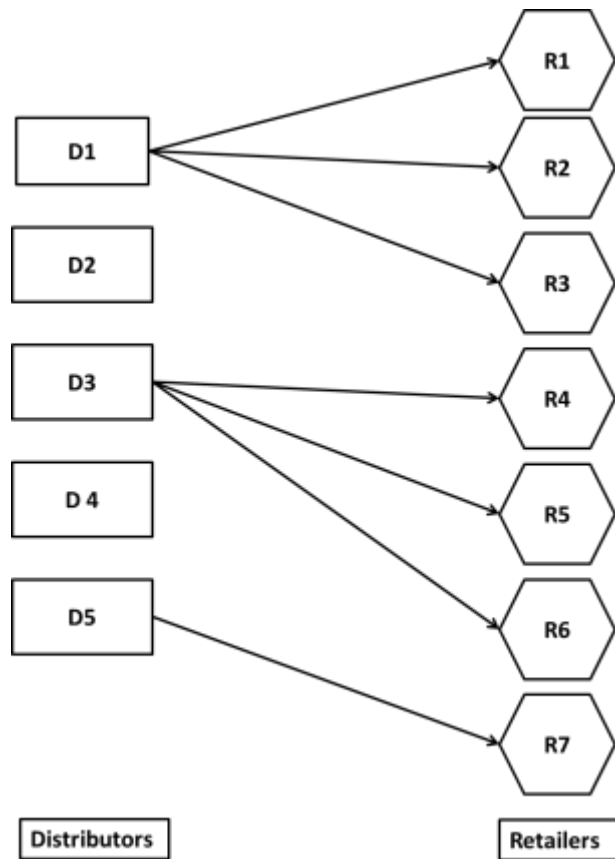 D1
D2
D3
D 4
D5
R1
R2
R3
R4
R5
R6
R7
Distributors
Retailers